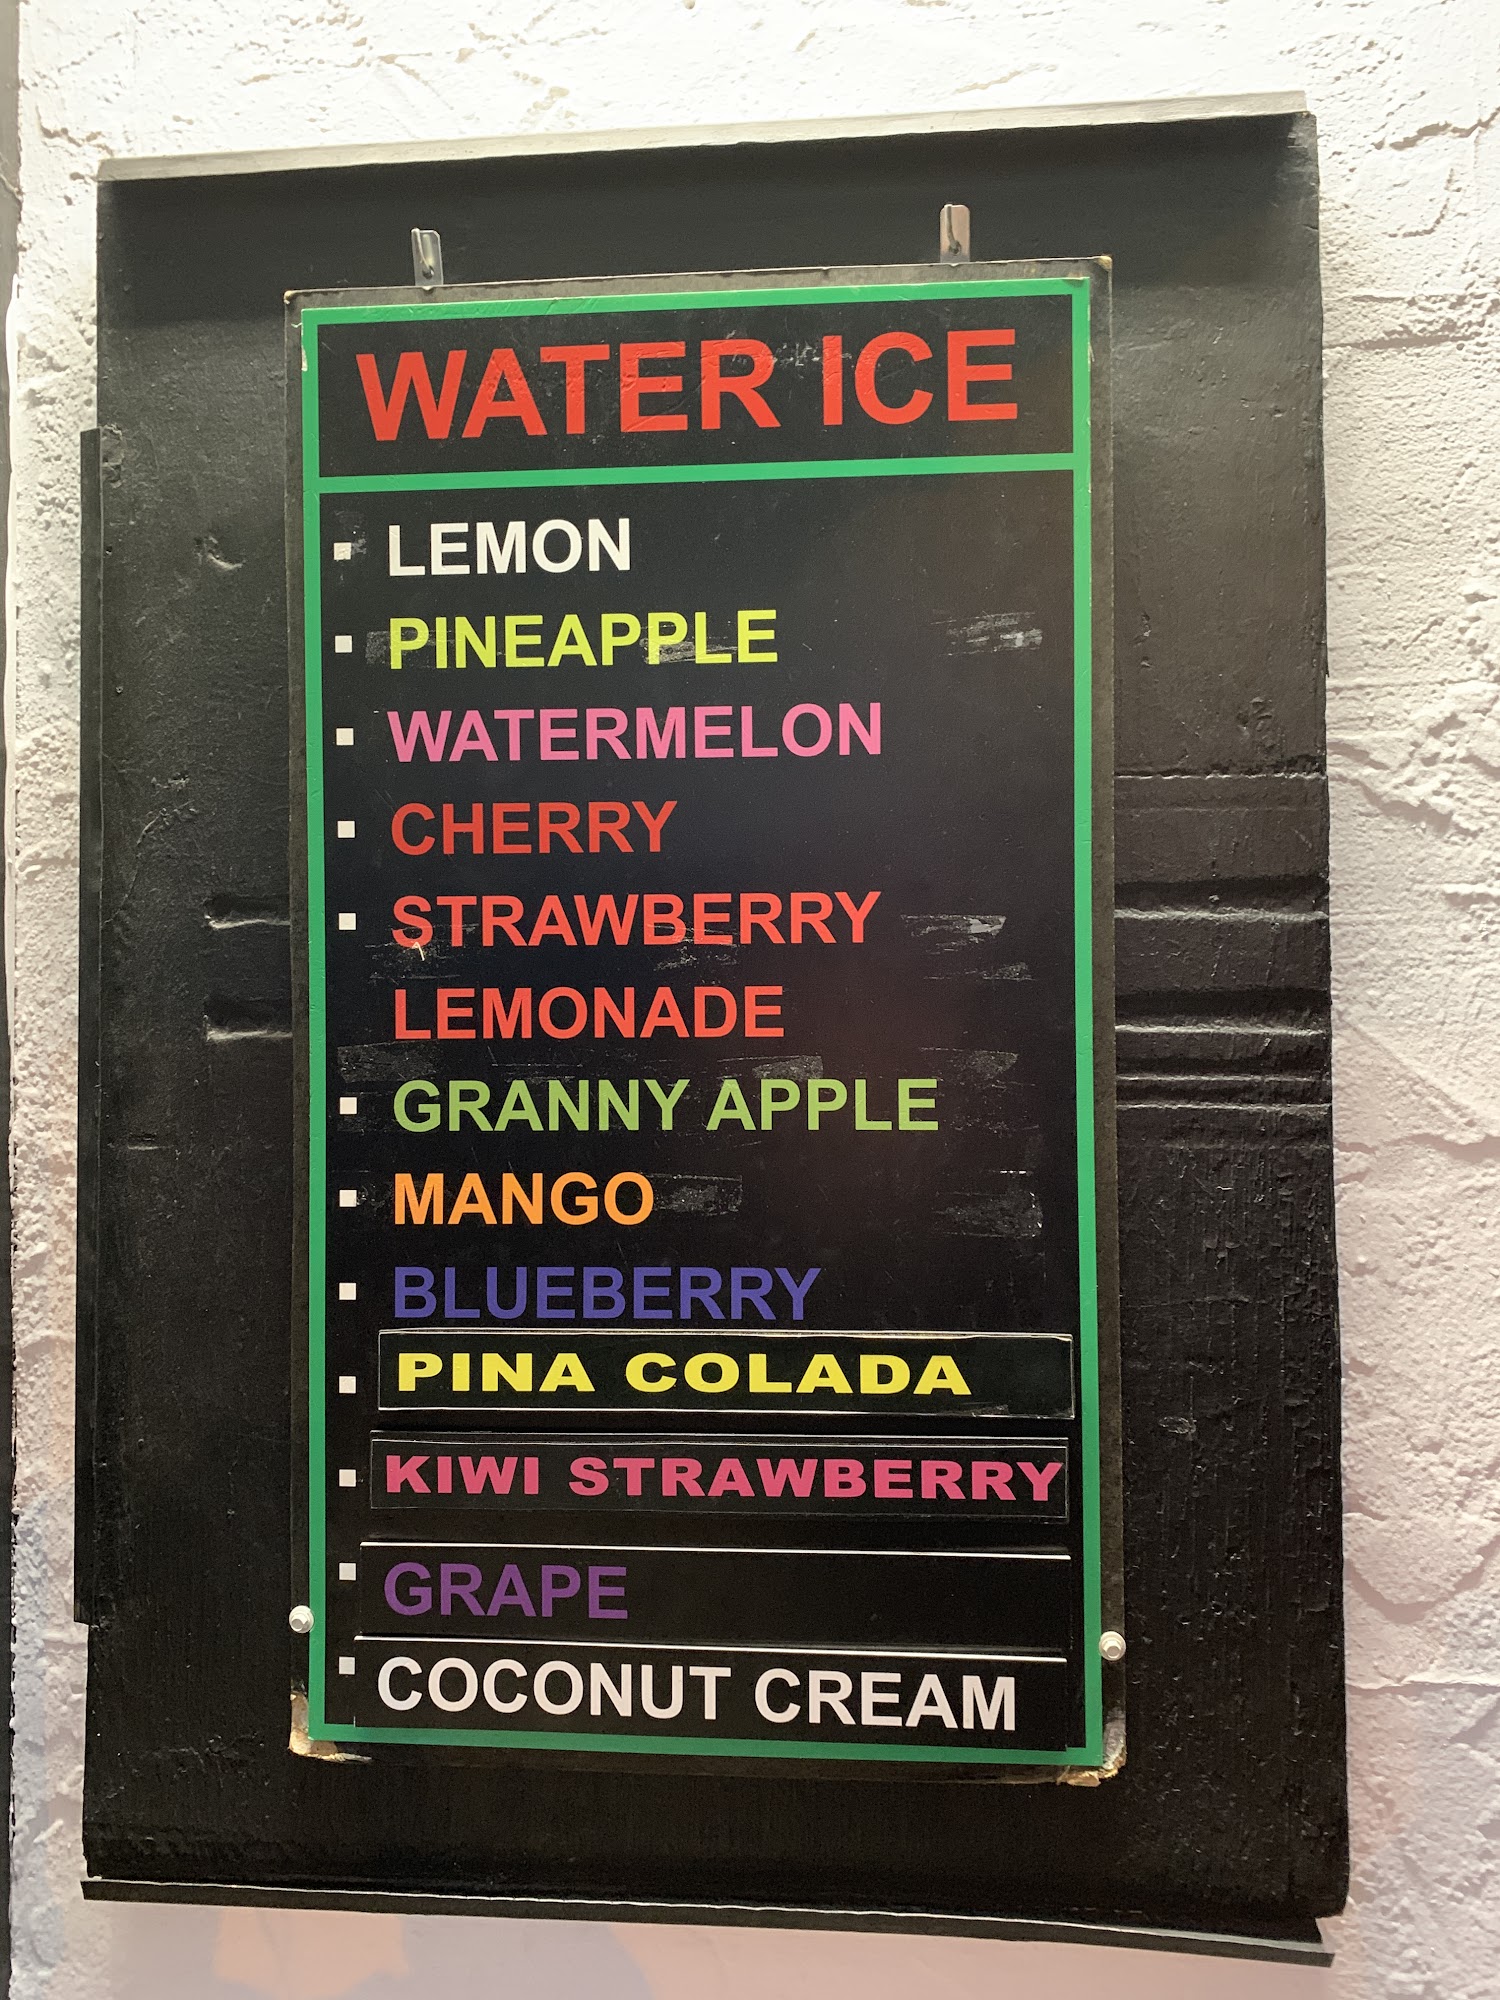 WATER ICE
LEMON
PINEAPPLE
WATERMELON
CHERRY
STRAWBERRY
LEMONADE
GRANNY APPLE
MANGO
BLUEBERRY
PINA COLADA
KIWI STRAWBERRY
GRAPE
COCONUT CREAM